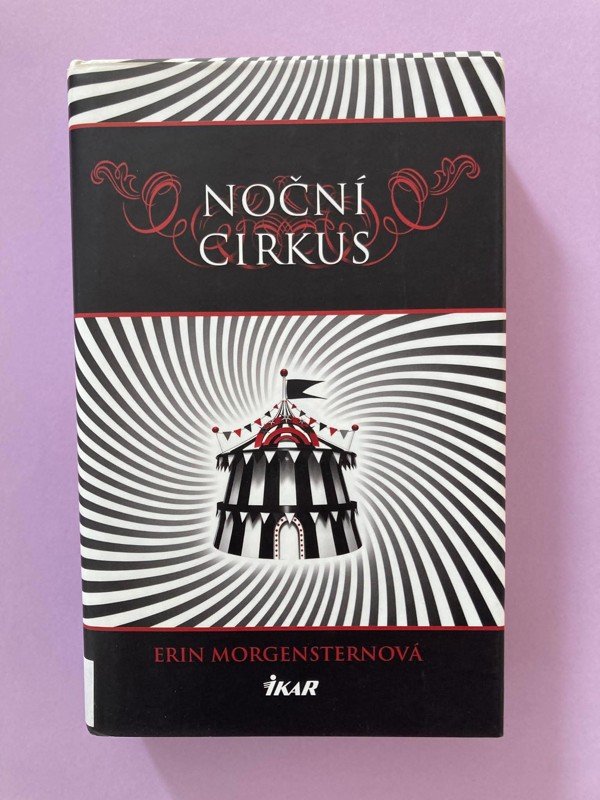 NOČNÍ
CIRKUS
ERIN MORGENSTERNOVÁ
IKAR